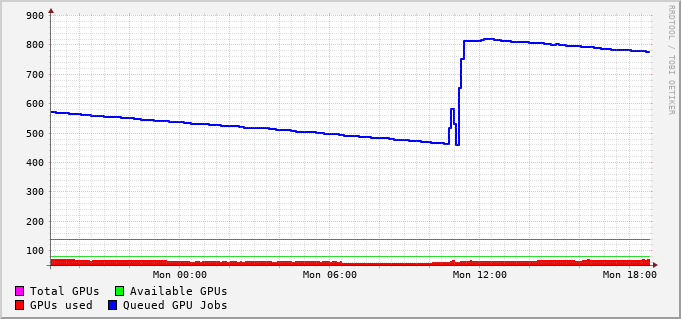 900
800
700
600
500
400
300
200
100
Mon 00:00 Mon 06:00 Mon 12:00 Mon 18:00
Total GPUs Available GPUs
GPUs used Queued GPU Jobs
RRDTOOL / TOBI OETIKER